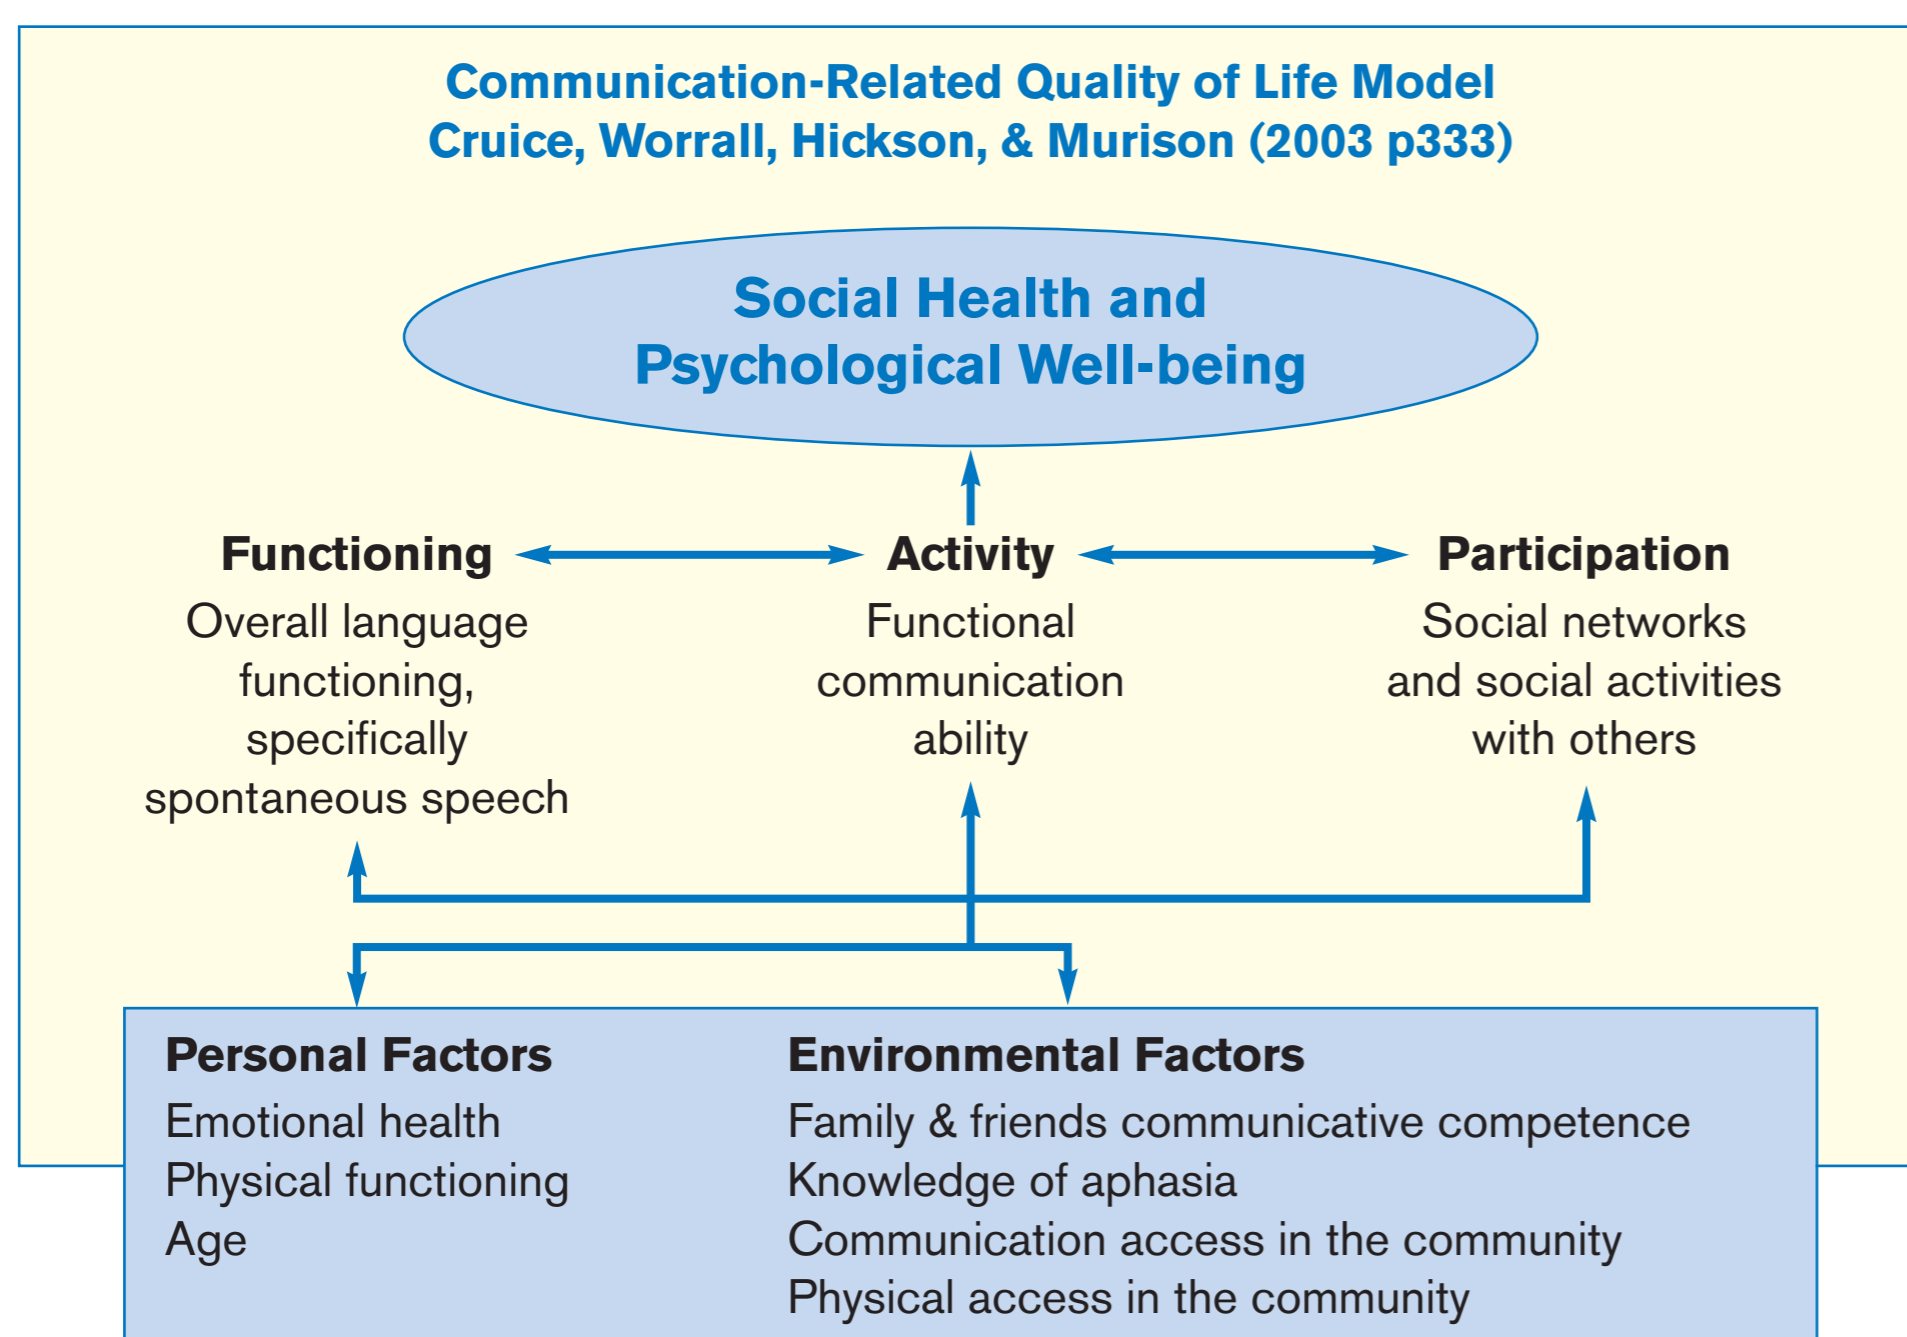 Communication-Related Quality of Life Model
Cruice, Worrall, Hickson, & Murison (2003 p333)
Social Health and
Psychological Well-being
Functioning
Overall language
functioning,
specifically
spontaneous speech
Activity
Functional
communication
ability
Participation
Social networks
and social activities
with others
Personal Factors
Emotional health
Physical functioning
Age
Environmental Factors
Family & friends communicative competence
Knowledge of aphasia
Communication access in the community
Physical access in the community